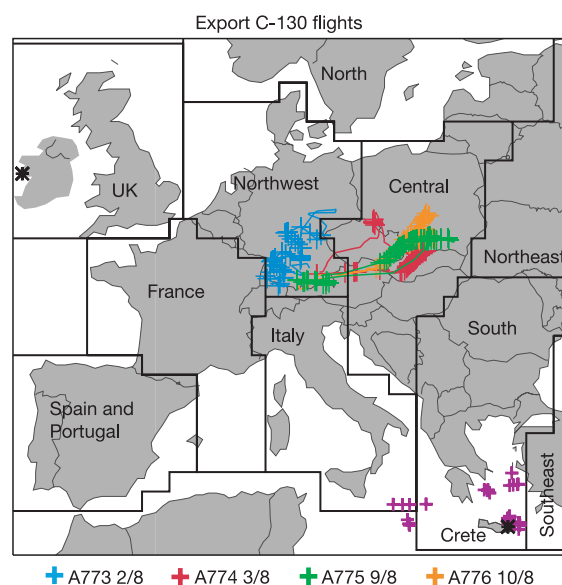 Export C-130 flights
North
UK
Northwest
Central
Northeast
France
Italy
South
Spain and
Portugal
Southeast
Crete
A773 2/8 A774 3/8 A775 9/8 A776 10/8